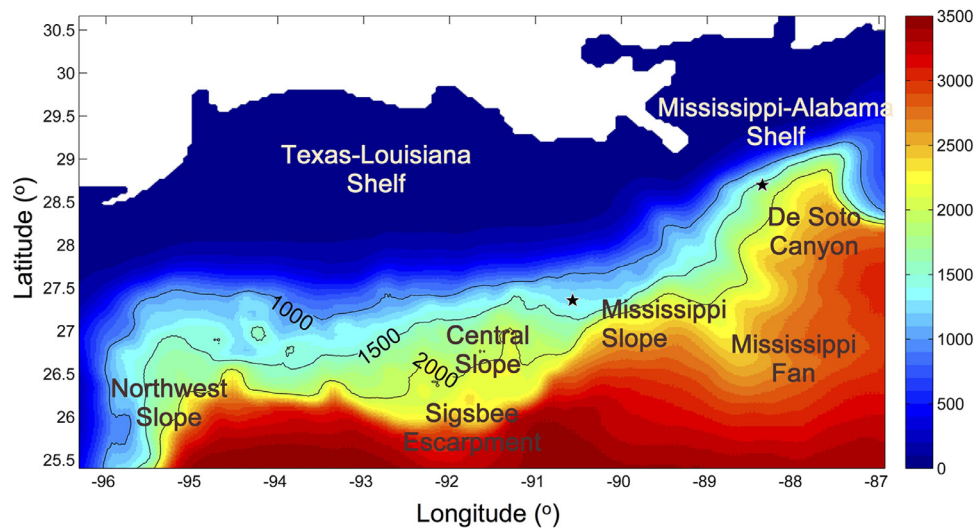 30.5
30
29.5
29
28.5
28
27.5
27
26.5
26
25.5
Latitude (o)
-96
-95
-94
-93
-92
-91
-90
-89
-88
-87
Longitude (o)
Texas-Louisiana
Shelf
Mississippi-Alabama
Shelf
De Soto
Canyon
1000
1500
2000
Central
Slope
Mississippi
Slope
Mississippi
Fan
Northwest
Slope
Sigsbee
Escarpment
3500
3000
2500
2000
1500
1000
500
0